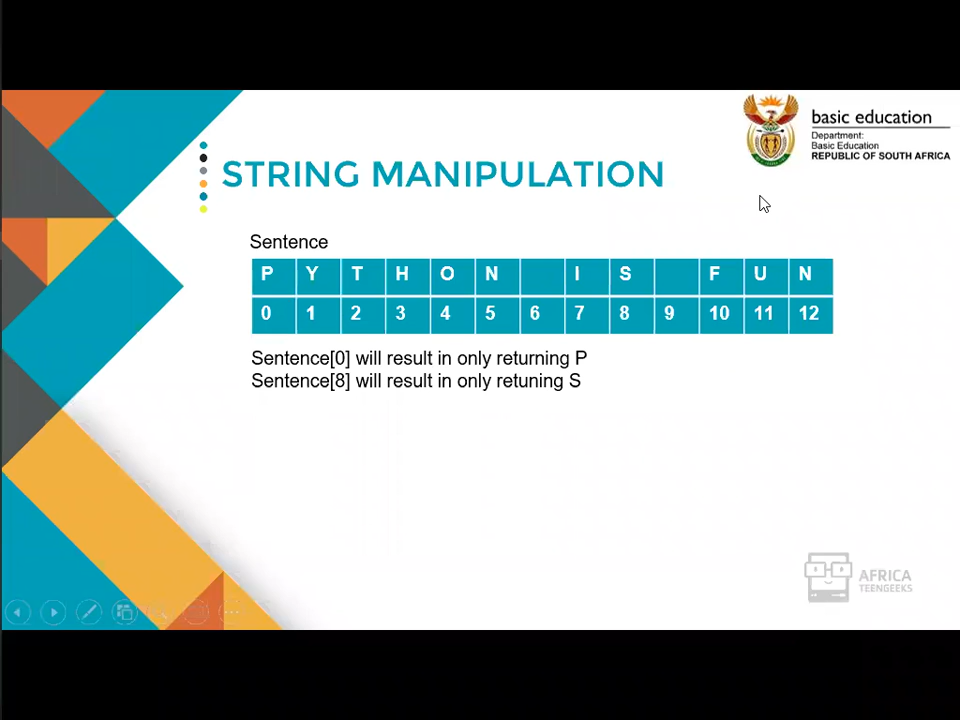 basic education
Department:
Basic Education
REPUBLIC OF SOUTH AFRICA
STRING MANIPULATION
Sentence
P Y T H O N I S F U N
0 1 2 3 4 5 6 7 8 9 10 11 12
Sentence[0] will result in only returning P
Sentence[8] will result in only retuning S
AFRICA
TEENGEEKS